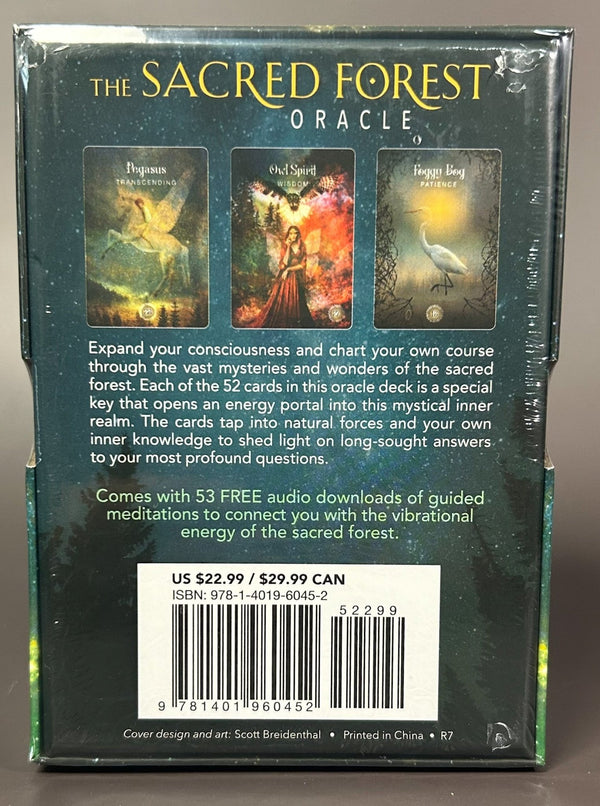 THE SACRED FOREST
ORACLE
Pegasus
TRANSCENDING
Owl Spirit
WISDOM
Foggy Bog
PATIENCE
Expand your consciousness and chart your own course
through the vast mysteries and wonders of the sacred
forest. Each of the 52 cards in this oracle deck is a special
key that opens an energy portal into this mystical inner
realm. The cards tap into natural forces and your own
inner knowledge to shed light on long-sought answers
to your most profound questions.
Comes with 53 FREE audio downloads of guided
meditations to connect you with the vibrational
energy of the sacred forest.
US $22.99 / $29.99 CAN
ISBN: 978-1-4019-6045-2
52299
9 781401 960452
Cover design and art: Scott Breidenthal • Printed in China • R7